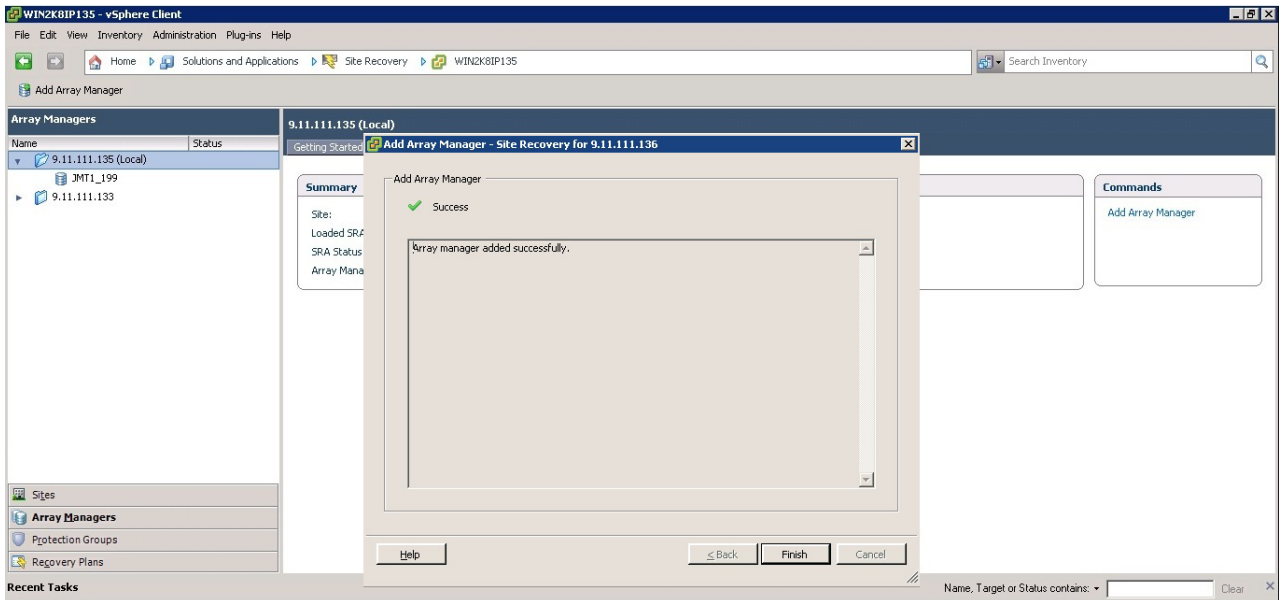 WIN2K8IP135 - vSphere Client
File Edit View Inventory Administration Plug-ins Help
Home Solutions and Applications Site Recovery WIN2K8IP135 Search Inventory
Add Array Manager
Array Managers
Name Status
9.11.111.135 (Local)
JMT1_199
9.11.111.133
Sites
Array Managers
Protection Groups
Recovery Plans
9.11.111.135 (Local)
Getting Started
Summary
Site:
Loaded SRA
SRA Status
Array Mana
Add Array Manager - Site Recovery for 9.11.111.136
Add Array Manager
Success
Array manager added successfully.
Help < Back Finish Cancel
Commands
Add Array Manager
Recent Tasks Name, Target or Status contains: Clear